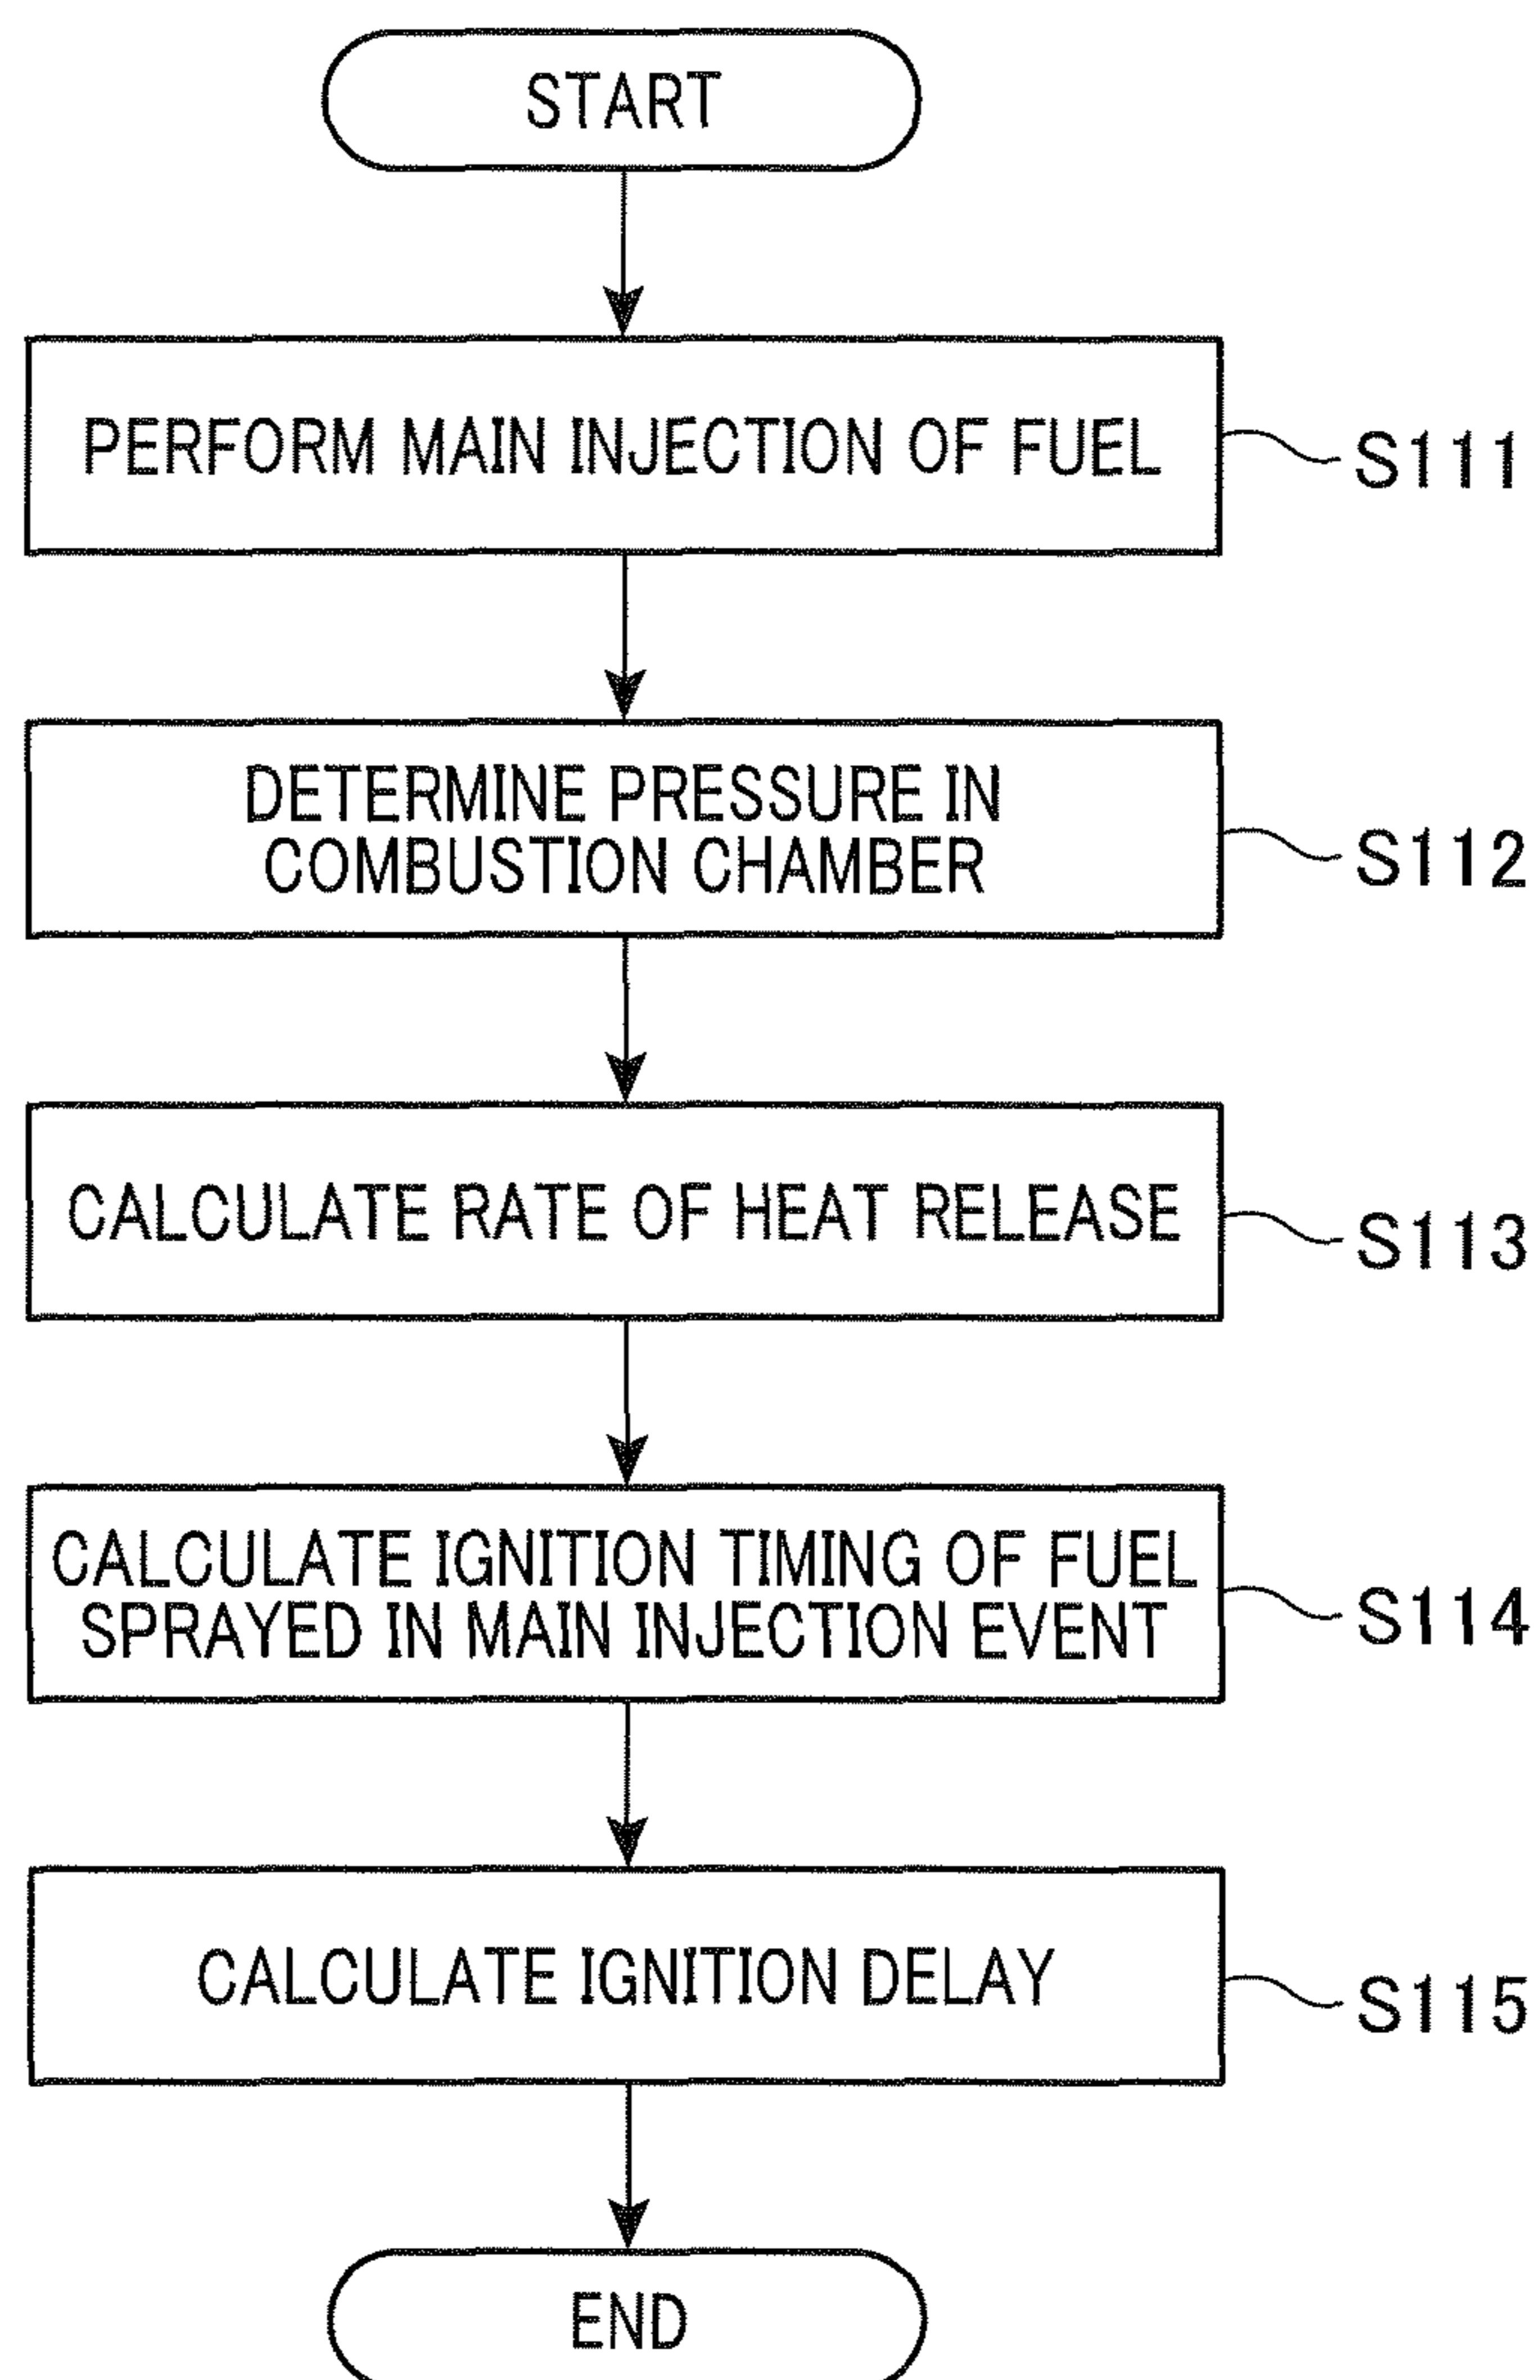 START
PERFORM MAIN INJECTION OF FUEL
S111
DETERMINE PRESSURE IN
COMBUSTION CHAMBER
S112
CALCULATE RATE OF HEAT RELEASE
S113
CALCULATE IGNITION TIMING OF FUEL
SPRAYED IN MAIN INJECTION EVENT
S114
CALCULATE IGNITION DELAY
S115
END